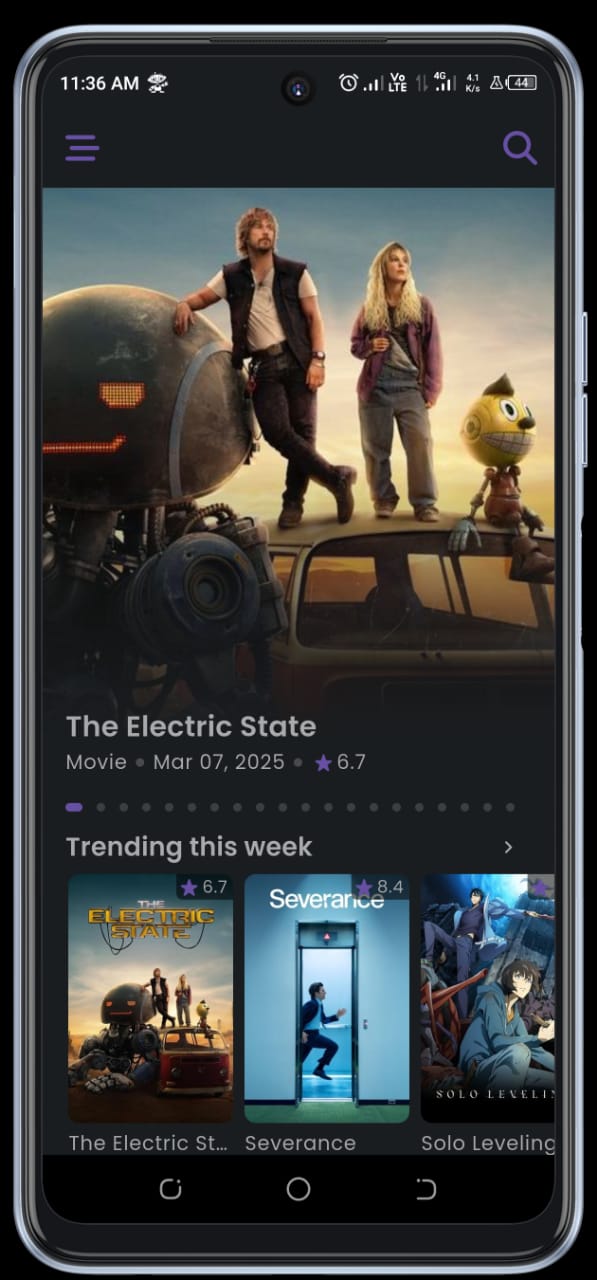 11:36 AM
Vo
LTE
4G
4.1
K/s
44
The Electric State
Movie • Mar 07, 2025 • ★ 6.7
Trending this week >
★ 6.7
THE
ELECTRIC
STATE
★ 8.4
Severance
SOLO LEVELIN
The Electric St...
Severance
Solo Leveling